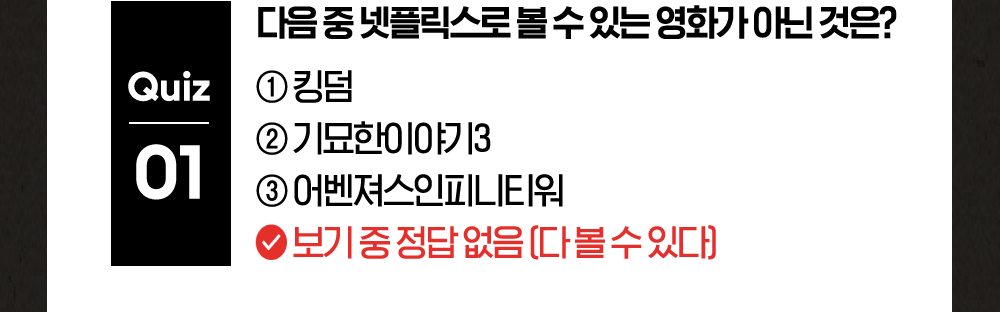 다음 중 넷플릭스로 볼 수 있는 영화가 아닌 것은?
Quiz
01
① 킹덤
② 기묘한이야기3
③ 어벤져스인피니티워
보기 중 정답 없음 (다 볼 수 있다)